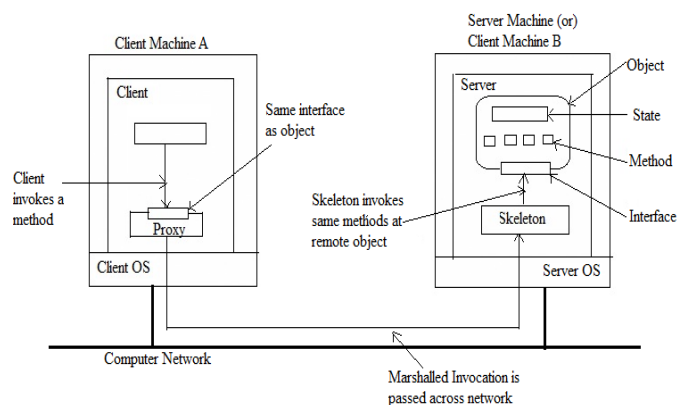 Server Machine (or)
Client Machine B
Client Machine A
Object
Client
Server
State
Same interface
as object
Method
Client
invokes a
method
Skeleton invokes
same methods at
remote object
Interface
Skeleton
Proxy
Client OS
Server OS
Computer Network
Marshalled Invocation is
passed across network